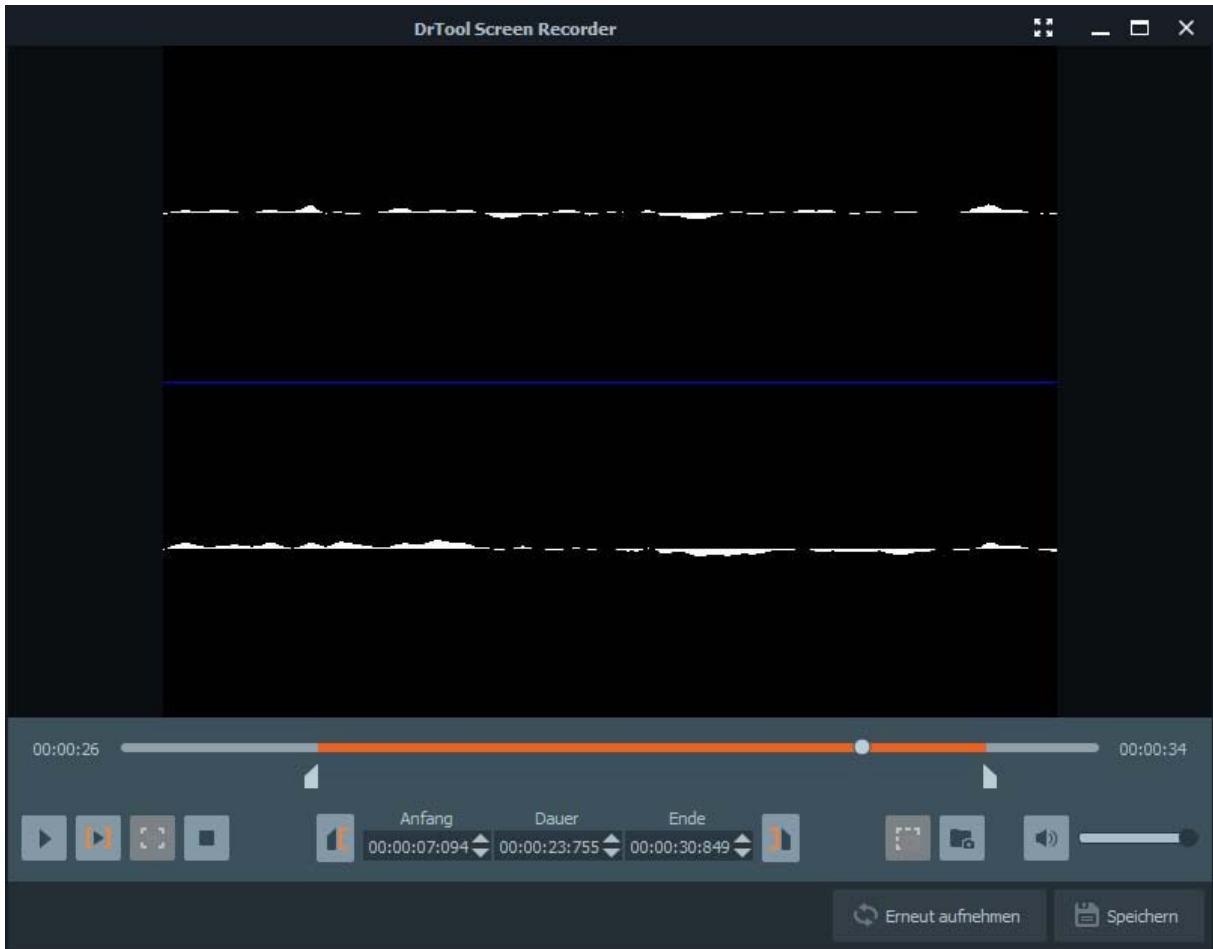 DrTool Screen Recorder
00:00:26 00:00:34
Anfang Dauer Ende
00:00:07:094 00:00:23:755 00:00:30:849
Erneut aufnehmen Speichern